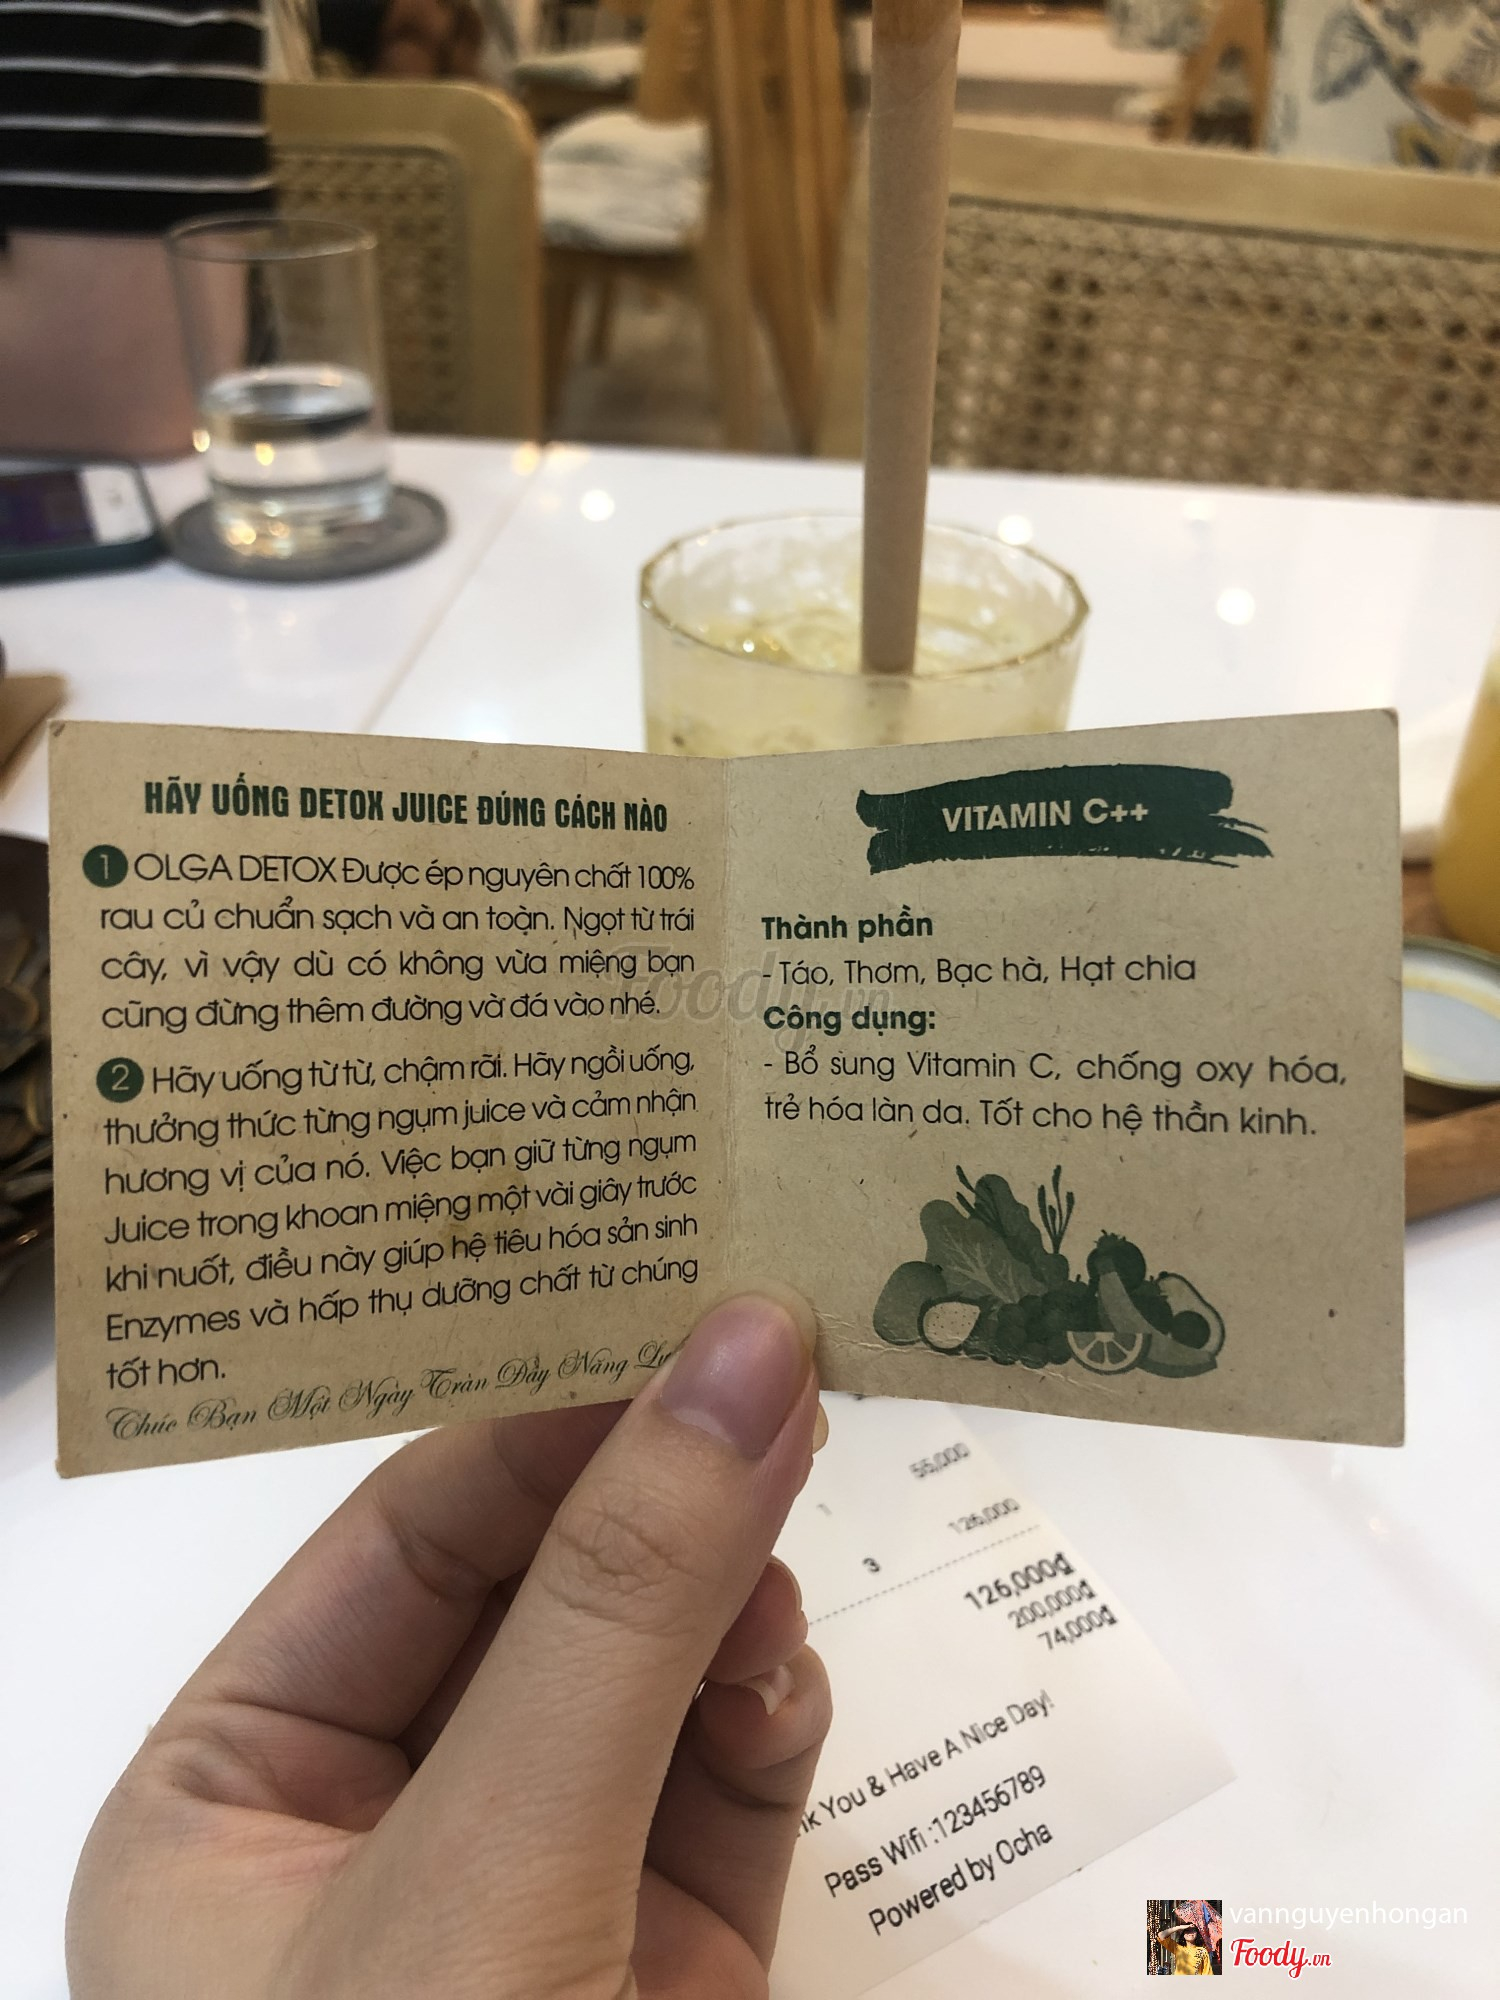 HÃY UỐNG DETOX JUICE ĐÚNG CÁCH NÀO
1 OLGA DETOX Được ép nguyên chất 100%
rau củ chuẩn sạch và an toàn. Ngọt từ trái
cây, vì vậy dù có không vừa miệng bạn
cũng đừng thêm đường và đá vào nhé.
2 Hãy uống từ từ, chậm rãi. Hãy ngồi uống,
thưởng thức từng ngụm juice và cảm nhận
hương vị của nó. Việc bạn giữ từng ngụm
Juice trong khoan miệng một vài giây trước
khi nuốt, điều này giúp hệ tiêu hóa sản sinh
Enzymes và hấp thụ dưỡng chất từ chúng
tốt hơn.
Chúc Bạn Một Ngày Tràn Đầy Năng
VITAMIN C++
Thành phần
- Táo, Thơm, Bạc hà, Hạt chia
Công dụng:
- Bổ sung Vitamin C, chống oxy hóa,
trẻ hóa làn da. Tốt cho hệ thần kinh.
Foody.vn
1 55,000
3 126,000
126,000đ
200,000đ
74,000đ
You & Have A Nice Day!
Pass Wifi :123456789
Powered by Ocha
vannguyenhongan
Foody.vn